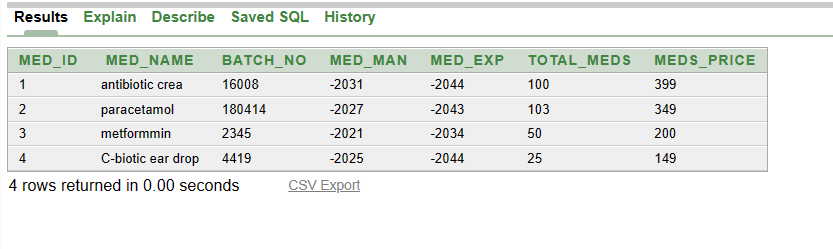 Results Explain Describe Saved SQL History
MED_ID MED_NAME BATCH_NO MED_MAN MED_EXP TOTAL_MEDS MEDS_PRICE
1 antibiotic crea 16008 -2031 -2044 100 399
2 paracetamol 180414 -2027 -2043 103 349
3 metformmin 2345 -2021 -2034 50 200
4 C-biotic ear drop 4419 -2025 -2044 25 149
4 rows returned in 0.00 seconds CSV Export